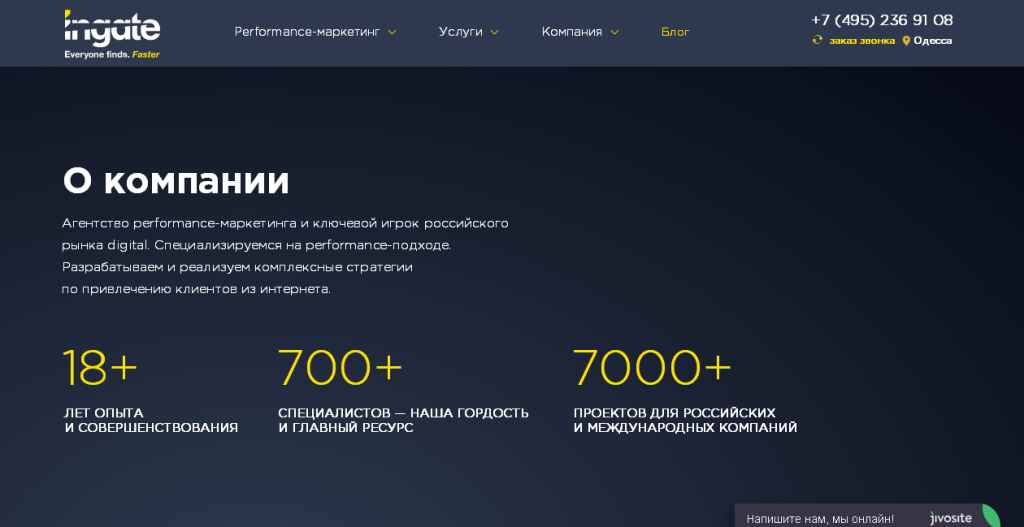 ingate
Everyone finds. Faster
Performance-маркетинг
Услуги
Компания
Блог
+7 (495) 236 91 08
заказ звонка
Одесса
О компании
Агентство performance-маркетинга и ключевой игрок российского
рынка digital. Специализируемся на performance-подходе.
Разрабатываем и реализуем комплексные стратегии
по привлечению клиентов из интернета.
18+
ЛЕТ ОПЫТА
И СОВЕРШЕНСТВОВАНИЯ
700+
СПЕЦИАЛИСТОВ — НАША ГОРДОСТЬ
И ГЛАВНЫЙ РЕСУРС
7000+
ПРОЕКТОВ ДЛЯ РОССИЙСКИХ
И МЕЖДУНАРОДНЫХ КОМПАНИЙ
Напишите нам, мы онлайн!
jivosite